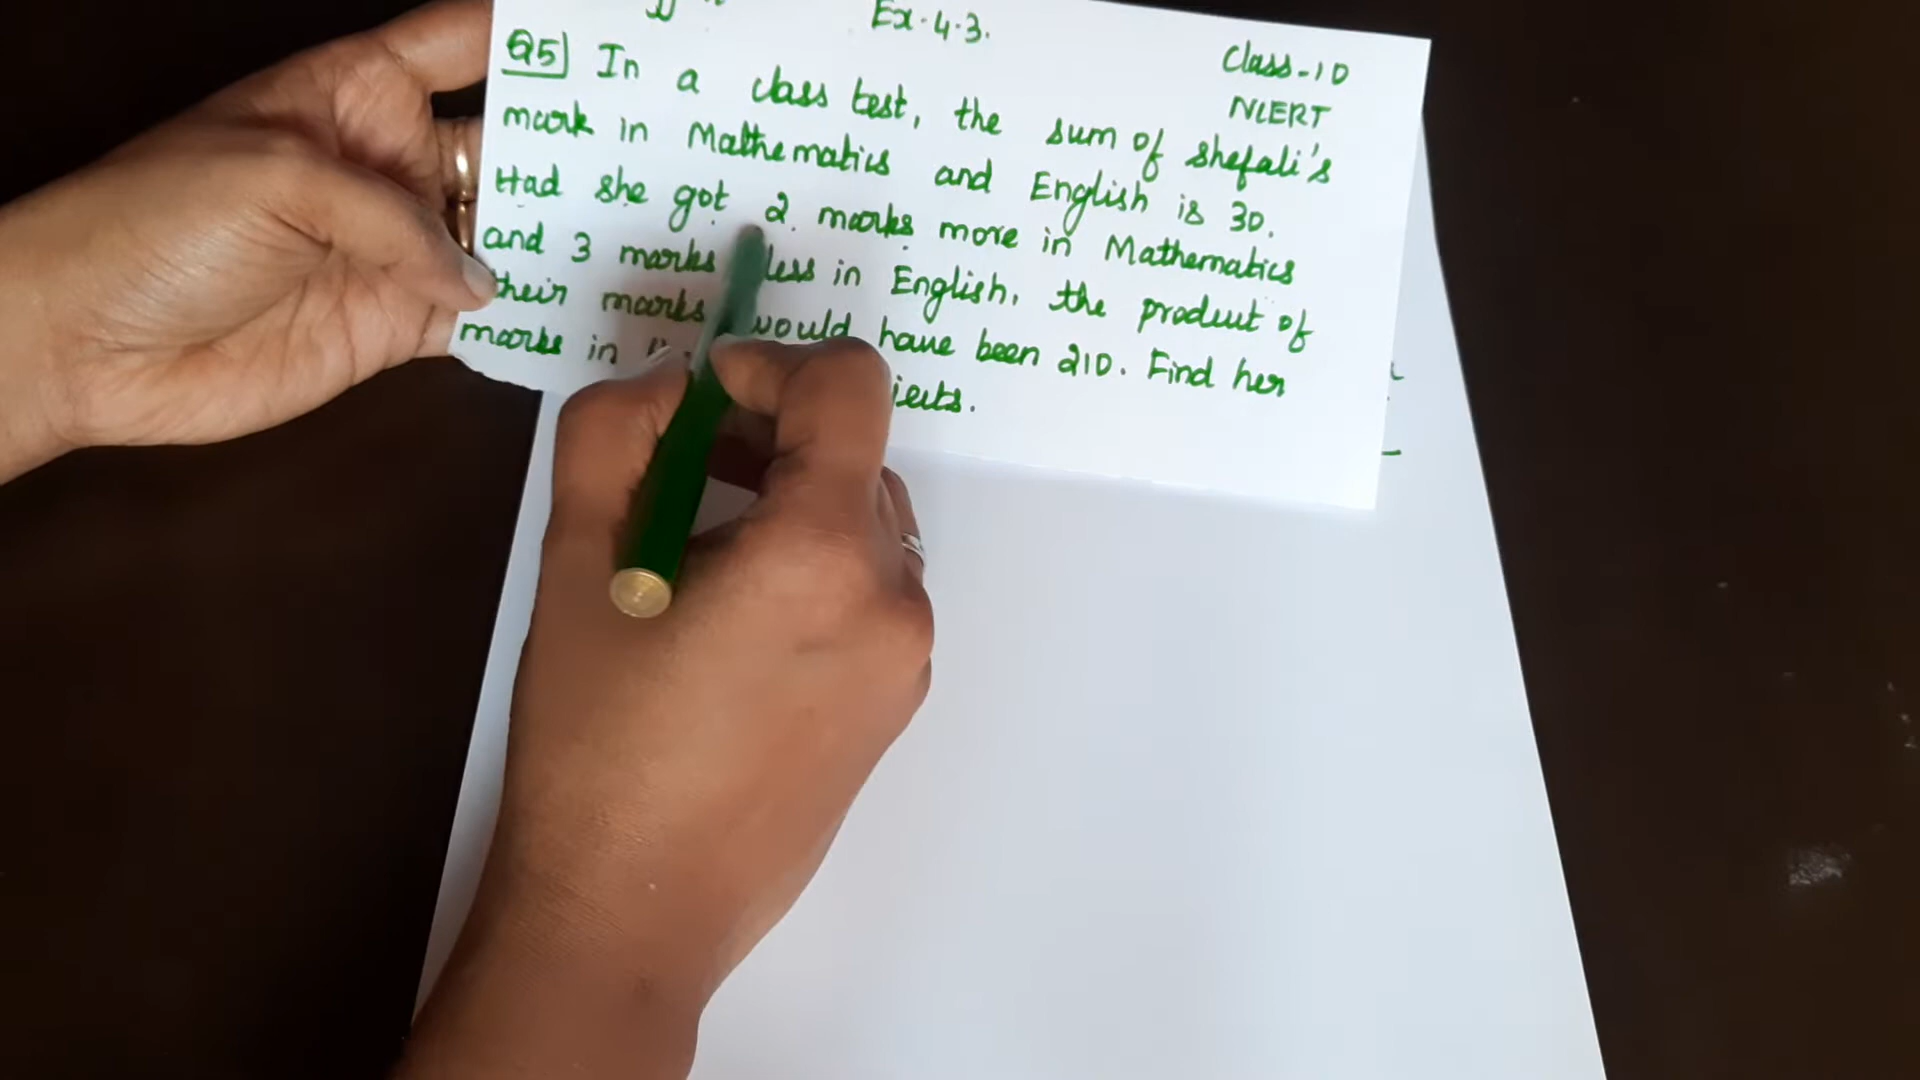 Ex. 4.3.
Class-10
NCERT
Q5) In a class test, the sum of shefali's
mark in Mathematics and English is 30.
Had she got 2 marks more in Mathematics
and 3 marks less in English, the product of
their marks would have been 210. Find her
marks in